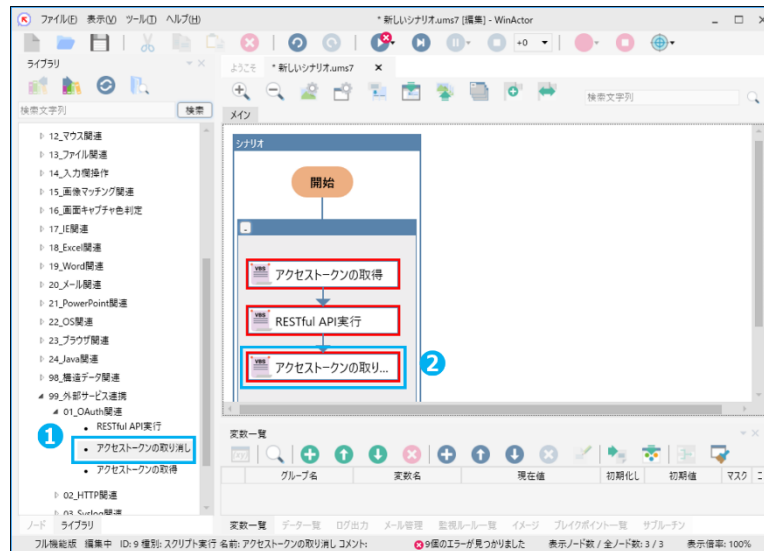 ファイル(F) 表示(V) ツール(T) ヘルプ(H)
* 新しいシナリオ.ums7 [編集] - WinActor
+0
ライブラリ
検索文字列
検索
12_マウス関連
13_ファイル関連
14_入力欄操作
15_画像マッチング関連
16_画面キャプチャ色判定
17_IE関連
18_Excel関連
19_Word関連
20_メール関連
21_PowerPoint関連
22_OS関連
23_ブラウザ関連
24_Java関連
98_構造データ関連
99_外部サービス連携
01_OAuth関連
RESTful API実行
1
アクセストークンの取り消し
アクセストークンの取得
02_HTTP関連
03_Syslog関連
ノード ライブラリ
ようこそ * 新しいシナリオ.ums7
検索文字列
メイン
シナリオ
開始
VBS アクセストークンの取得
VBS RESTful API実行
VBS アクセストークンの取り...
2
変数一覧
グループ名 変数名 現在値 初期化し 初期値 マスク
変数一覧 データ一覧 ログ出力 メール管理 監視ルール一覧 イメージ ブレイクポイント一覧 サブルーチン
フル機能版 編集中 ID: 9 種別: スクリプト実行 名前: アクセストークンの取り消し コメント: 9個のエラーが見つかりました 表示ノード数 / 全ノード数: 3 / 3 表示倍率: 100%